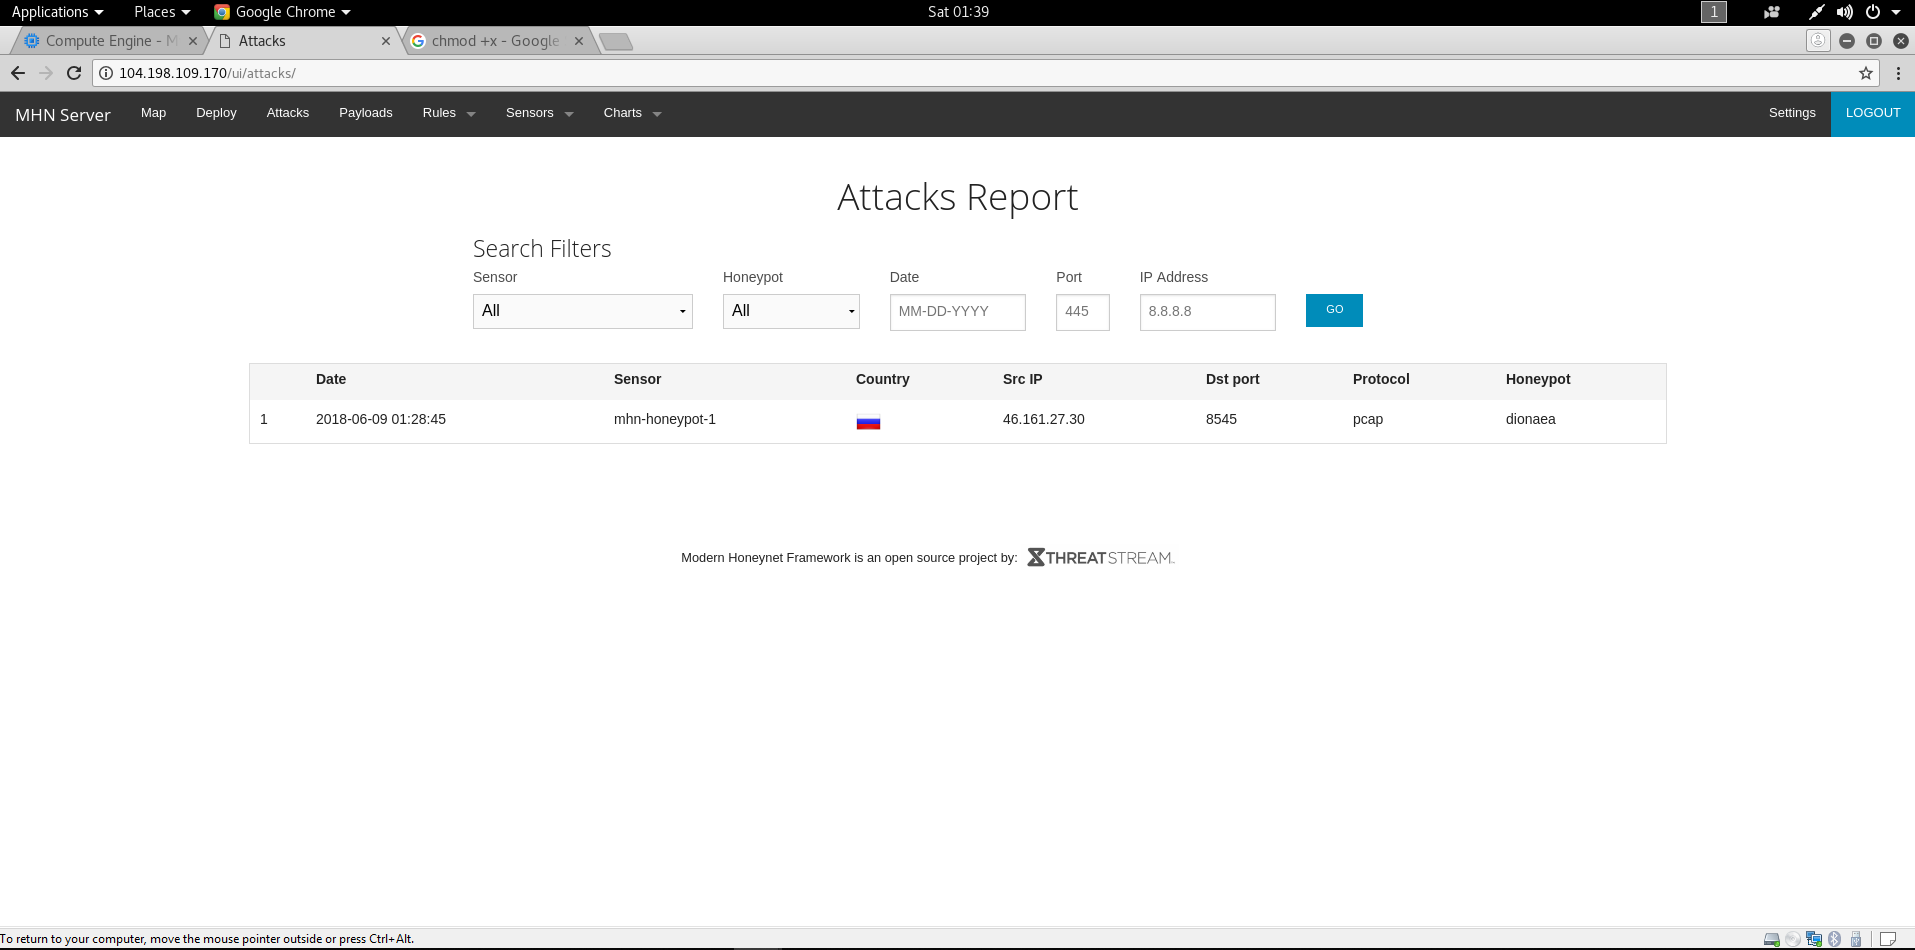 Applications Places Google Chrome Sat 01:39 1
Compute Engine - M Attacks chmod +x - Google
104.198.109.170/ui/attacks/
MHN Server Map Deploy Attacks Payloads Rules Sensors Charts Settings LOGOUT
Attacks Report
Search Filters
Sensor Honeypot Date Port IP Address
All All MM-DD-YYYY 445 8.8.8.8 GO
Date Sensor Country Src IP Dst port Protocol Honeypot
1 2018-06-09 01:28:45 mhn-honeypot-1 46.161.27.30 8545 pcap dionaea
Modern Honeynet Framework is an open source project by: THREATSTREAM
To return to your computer, move the mouse pointer outside or press Ctrl+Alt.